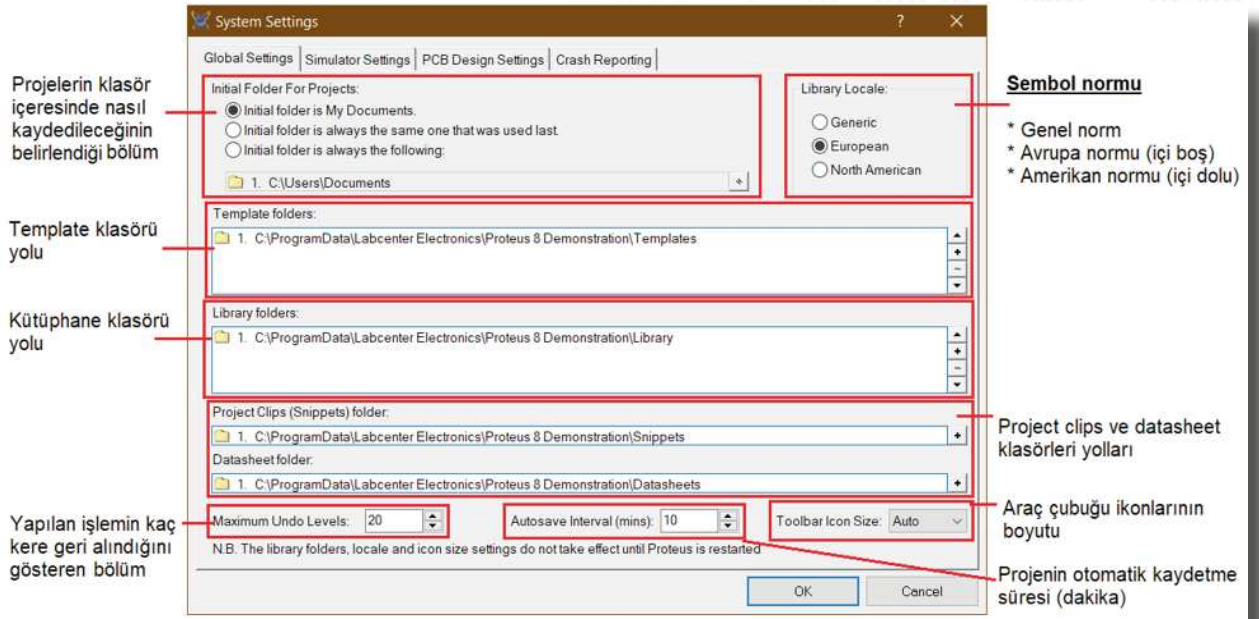 System Settings
?
Global Settings
Simulator Settings
PCB Design Settings
Crash Reporting
Projelerin klasör
içeresinde nasıl
kaydedileceğinin
belirlendiği bölüm
Initial Folder For Projects:
Initial folder is My Documents.
Initial folder is always the same one that was used last.
Initial folder is always the following:
1. C:\Users\Documents
Library Locale:
Generic
European
North American
Sembol normu
* Genel norm
* Avrupa normu (içi boş)
* Amerikan normu (içi dolu)
Template klasörü
yolu
Template folders:
1. C:\ProgramData\Labcenter Electronics\Proteus 8 Demonstration\Templates
Kütüphane klasörü
yolu
Library folders:
1. C:\ProgramData\Labcenter Electronics\Proteus 8 Demonstration\Library
Project Clips (Snippets) folder:
1. C:\ProgramData\Labcenter Electronics\Proteus 8 Demonstration\Snippets
Datasheet folder:
1. C:\ProgramData\Labcenter Electronics\Proteus 8 Demonstration\Datasheets
Project clips ve datasheet
klasörleri yolları
Yapılan işlemin kaç
kere geri alındığını
gösteren bölüm
Maximum Undo Levels: 20
Autosave Interval (mins): 10
Toolbar Icon Size: Auto
Araç çubuğu ikonlarının
boyutu
N.B. The library folders, locale and icon size settings do not take effect until Proteus is restarted
Projenin otomatik kaydetme
süresi (dakika)
OK
Cancel